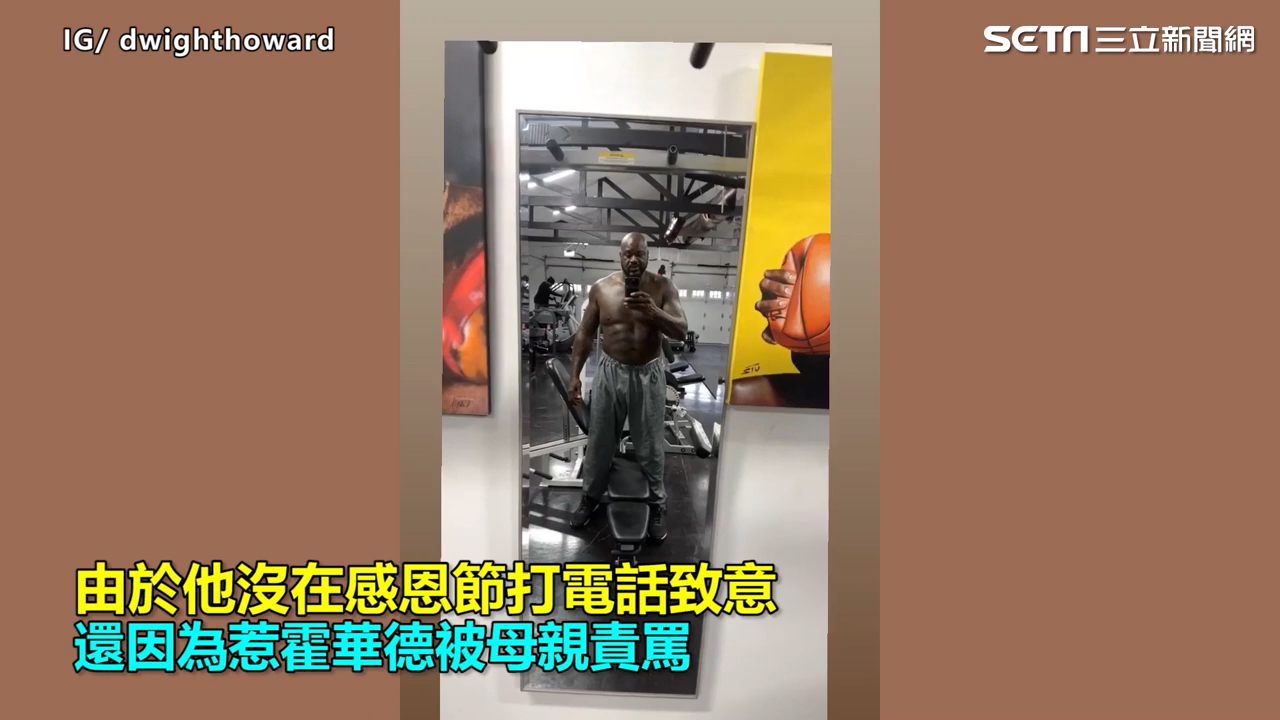 IG/ dwighthoward
SETN三立新聞網
由於他沒在感恩節打電話致意
還因為惹霍華德被母親責罵